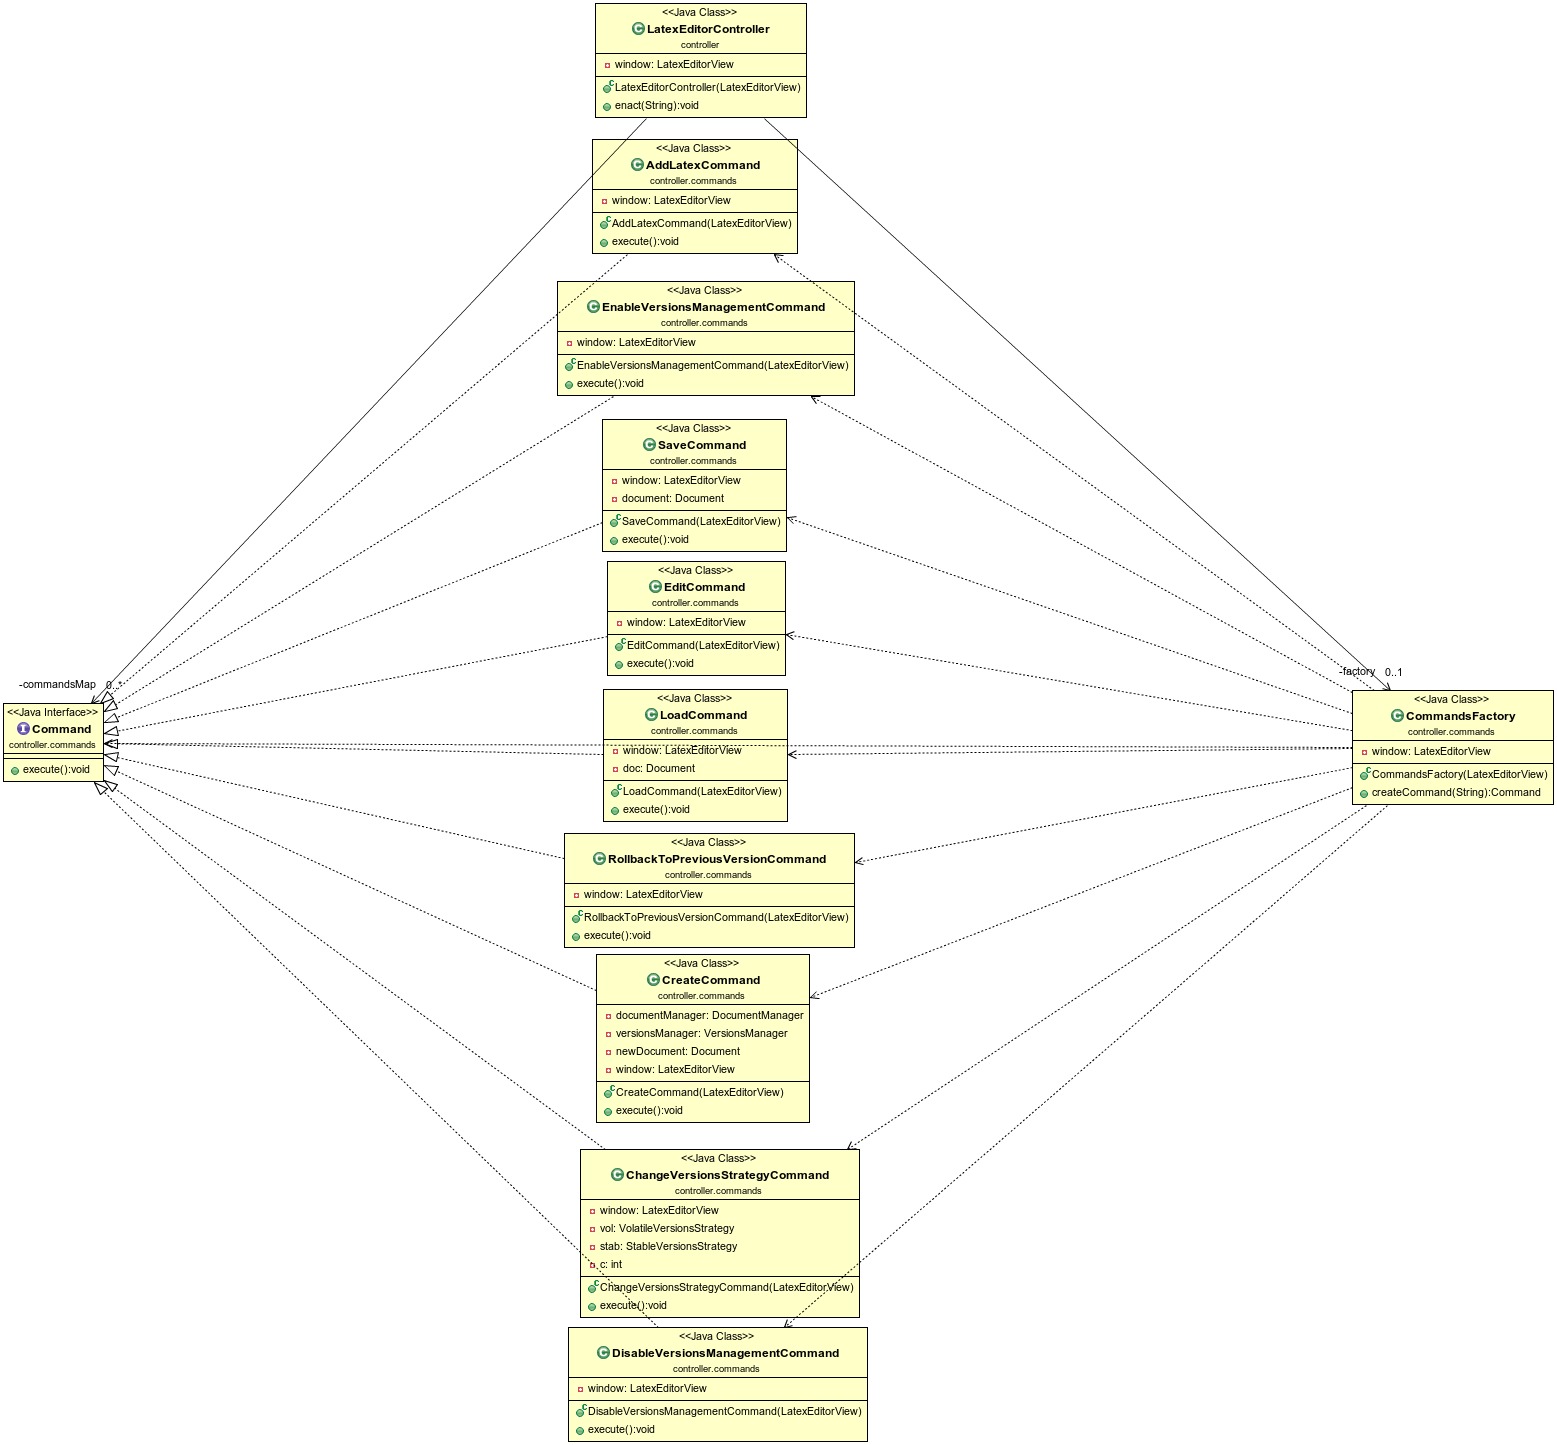 <<Java Class>>
LatexEditorController
controller
window: LatexEditorView
LatexEditorController(LatexEditorView)
enact(String):void
<<Java Class>>
AddLatexCommand
controller.commands
window: LatexEditorView
AddLatexCommand(LatexEditorView)
execute():void
<<Java Class>>
EnableVersionsManagementCommand
controller.commands
window: LatexEditorView
EnableVersionsManagementCommand(LatexEditorView)
execute():void
<<Java Class>>
SaveCommand
controller.commands
window: LatexEditorView
document: Document
SaveCommand(LatexEditorView)
execute():void
<<Java Class>>
EditCommand
controller.commands
window: LatexEditorView
EditCommand(LatexEditorView)
execute():void
-commandsMap 0..*
<<Java Interface>>
Command
controller.commands
execute():void
<<Java Class>>
LoadCommand
controller.commands
window: LatexEditorView
doc: Document
LoadCommand(LatexEditorView)
execute():void
-factory 0..1
<<Java Class>>
CommandsFactory
controller.commands
window: LatexEditorView
CommandsFactory(LatexEditorView)
createCommand(String):Command
<<Java Class>>
RollbackToPreviousVersionCommand
controller.commands
window: LatexEditorView
RollbackToPreviousVersionCommand(LatexEditorView)
execute():void
<<Java Class>>
CreateCommand
controller.commands
documentManager: DocumentManager
versionsManager: VersionsManager
newDocument: Document
window: LatexEditorView
CreateCommand(LatexEditorView)
execute():void
<<Java Class>>
ChangeVersionsStrategyCommand
controller.commands
window: LatexEditorView
vol: VolatileVersionsStrategy
stab: StableVersionsStrategy
c: int
ChangeVersionsStrategyCommand(LatexEditorView)
execute():void
<<Java Class>>
DisableVersionsManagementCommand
controller.commands
window: LatexEditorView
DisableVersionsManagementCommand(LatexEditorView)
execute():void